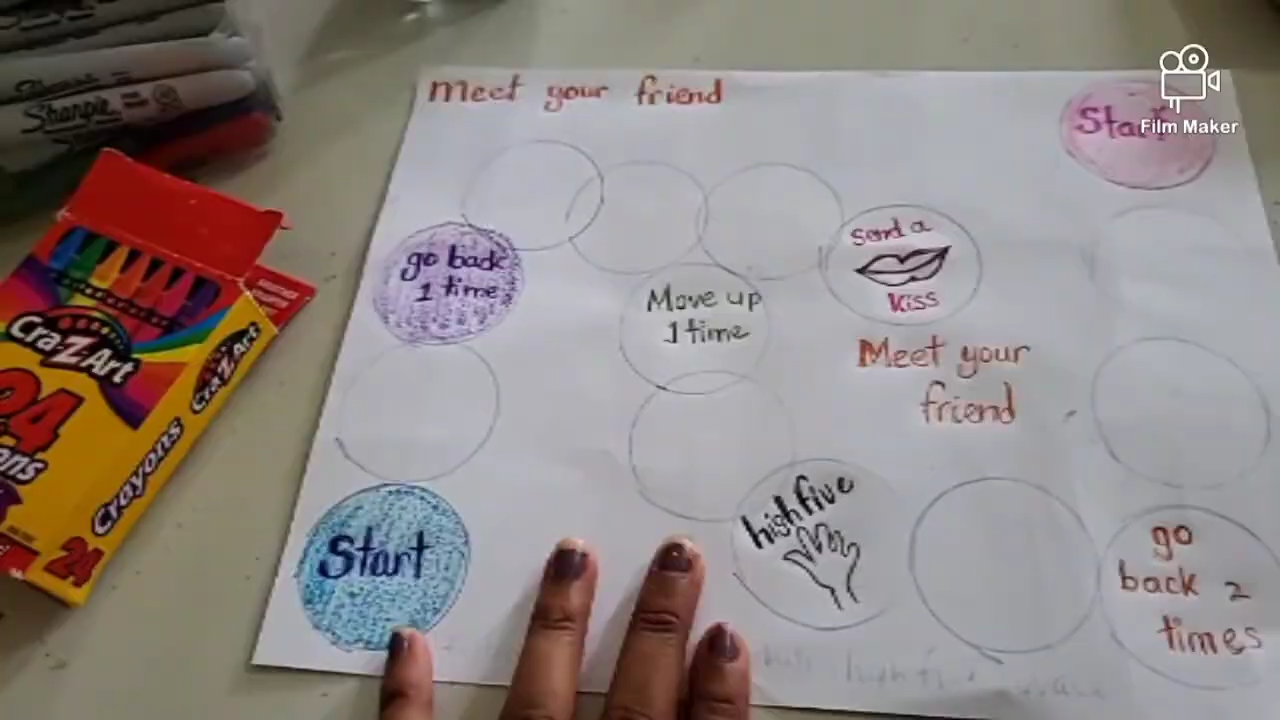 Sharpie
Sharpie
Meet your friend
Start
Film Maker
send a
Kiss
go back
1 time
Move up
1 time
Meet your
friend
Cra-Z-Art
Cra-Z-Art
24
Crayons
24
high five
Start
go
back 2
times